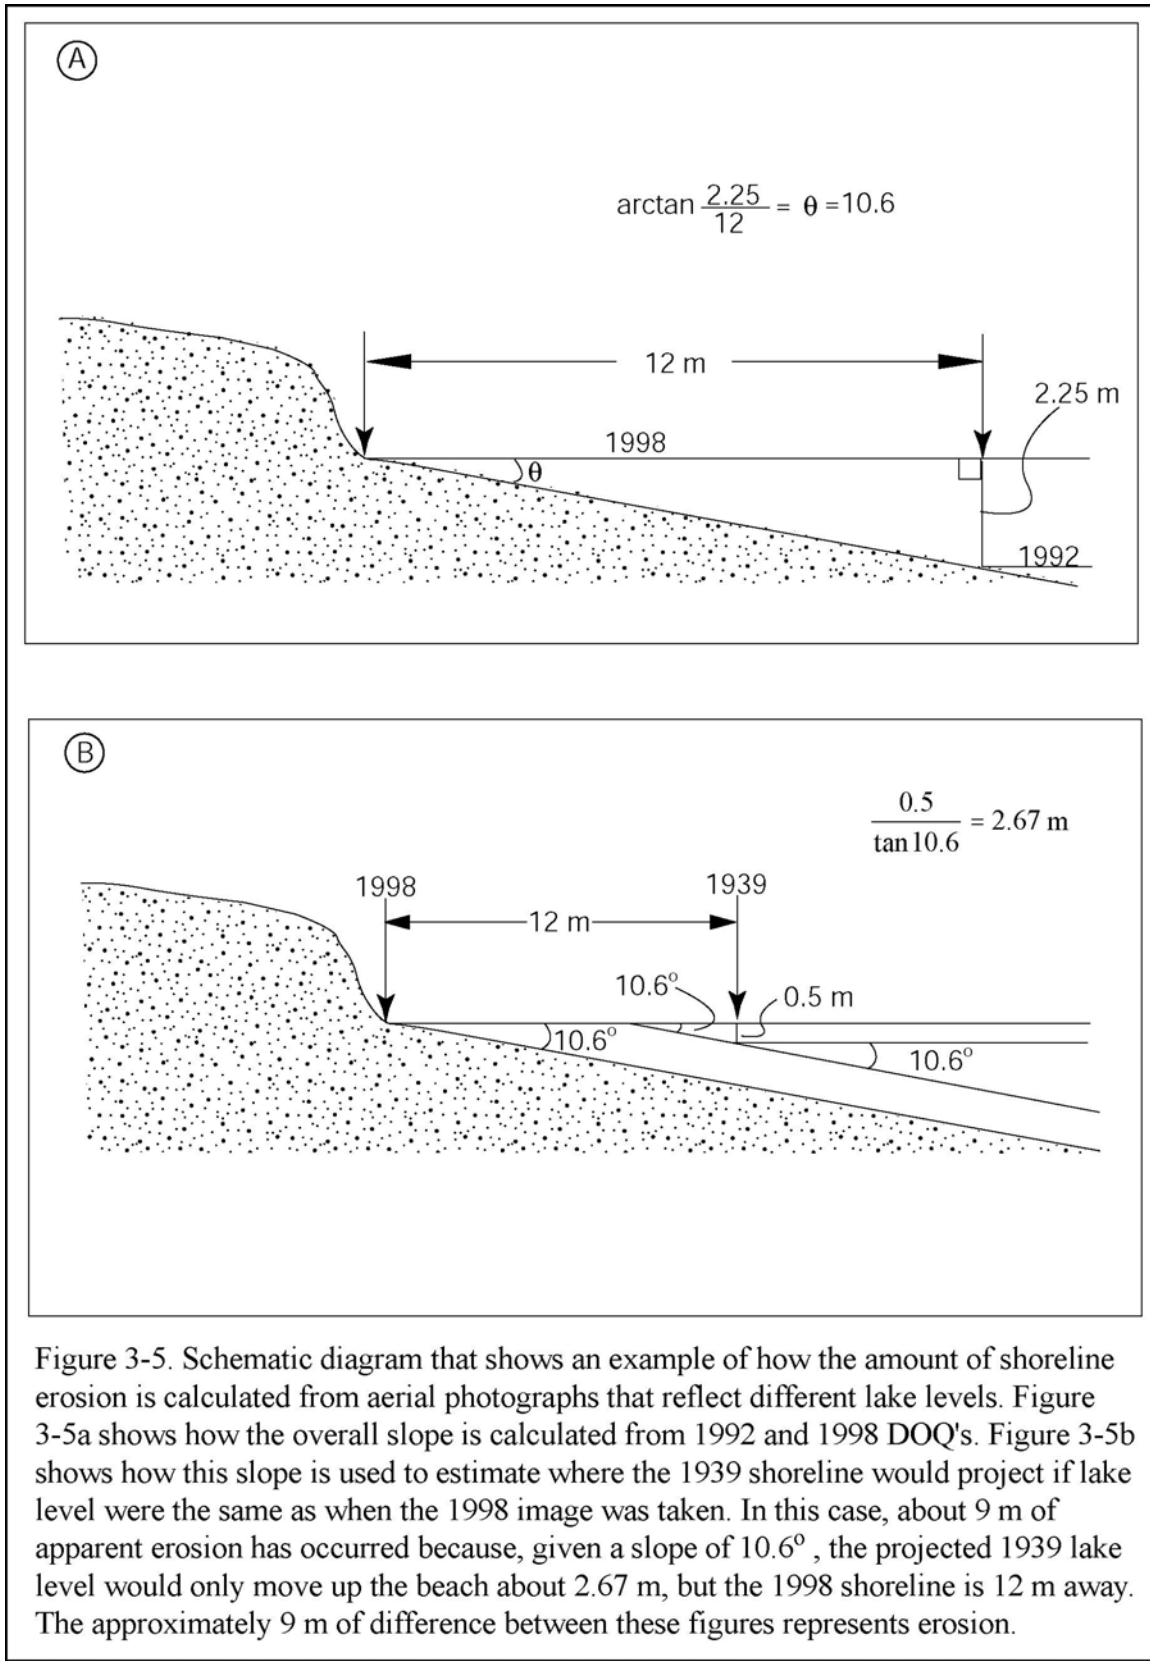 A
arctan 2.25/12 = θ = 10.6
12 m
2.25 m
1998
θ
1992
B
0.5/tan 10.6 = 2.67 m
1998
1939
12 m
10.6°
0.5 m
10.6°
10.6°
Figure 3-5. Schematic diagram that shows an example of how the amount of shoreline
erosion is calculated from aerial photographs that reflect different lake levels. Figure
3-5a shows how the overall slope is calculated from 1992 and 1998 DOQ's. Figure 3-5b
shows how this slope is used to estimate where the 1939 shoreline would project if lake
level were the same as when the 1998 image was taken. In this case, about 9 m of
apparent erosion has occurred because, given a slope of 10.6° , the projected 1939 lake
level would only move up the beach about 2.67 m, but the 1998 shoreline is 12 m away.
The approximately 9 m of difference between these figures represents erosion.